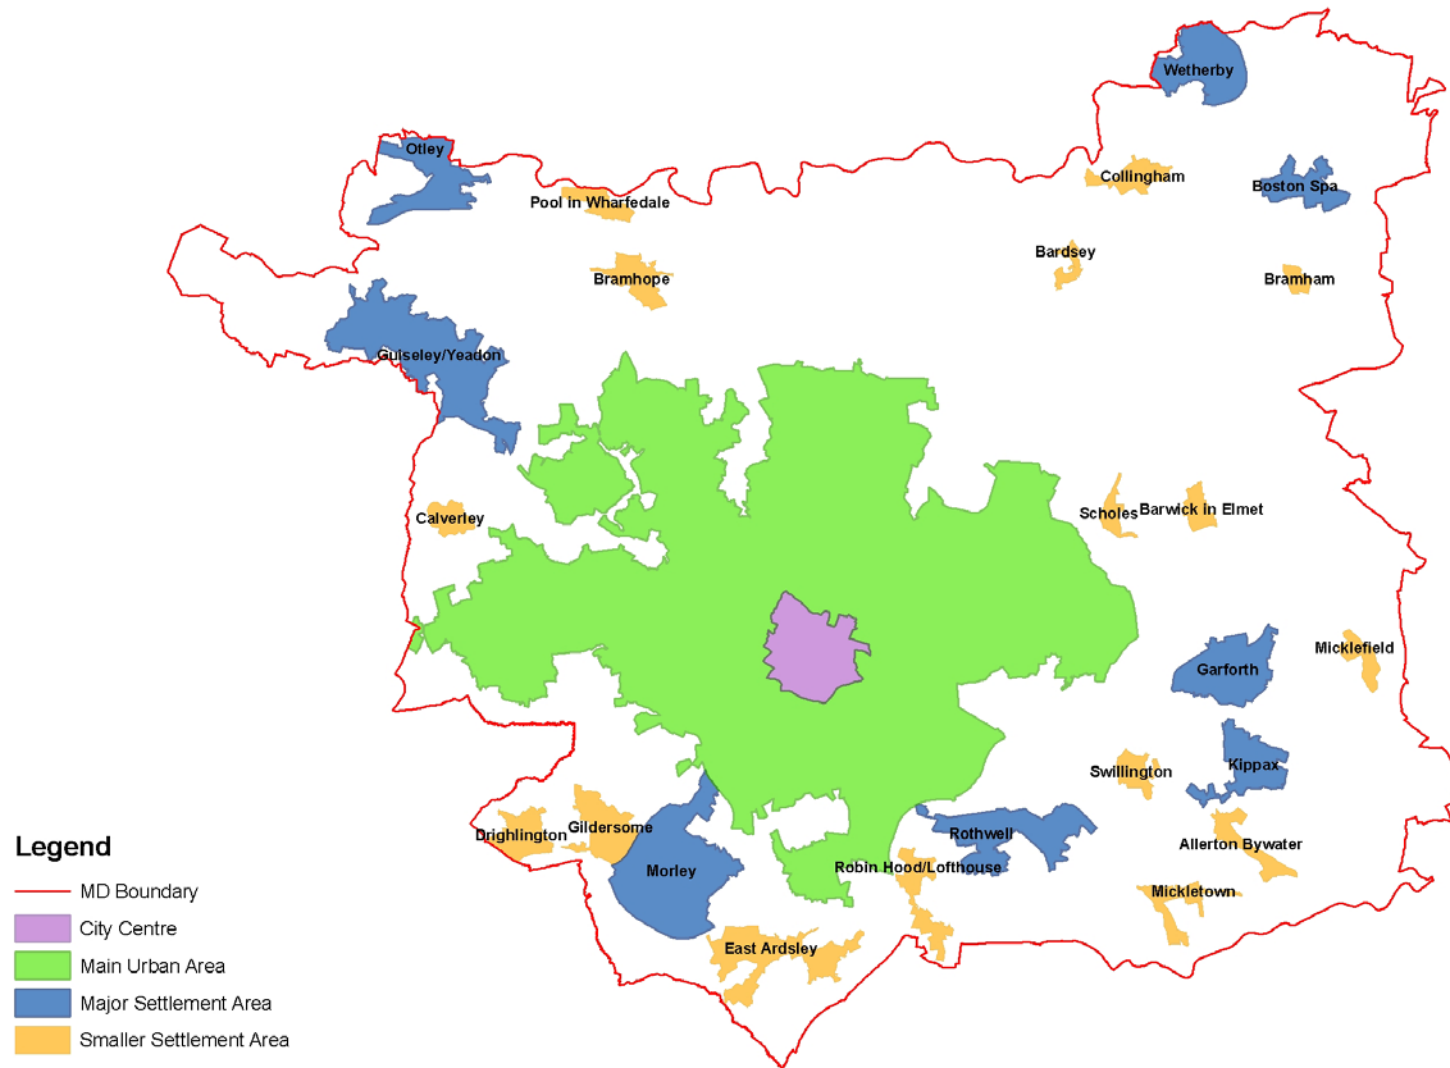 Wetherby
Otley
Collingham
Boston Spa
Pool in Wharfedale
Bardsey
Bramhope
Bramham
Guiseley/Yeadon
Scholes
Barwick in Elmet
Calverley
Micklefield
Garforth
Kippax
Swillington
Gildersome
Drighlington
Rothwell
Allerton Bywater
Robin Hood/Lofthouse
Morley
Mickletown
East Ardsley
Legend
MD Boundary
City Centre
Main Urban Area
Major Settlement Area
Smaller Settlement Area